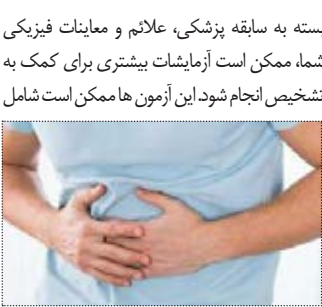 بسته به سابقه پزشکی، علائم و معاینات فیزیکی
شما، ممکن است آزمایشات بیشتری برای کمک به
تشخیص انجام شود.این آزمون ها ممکن است شامل